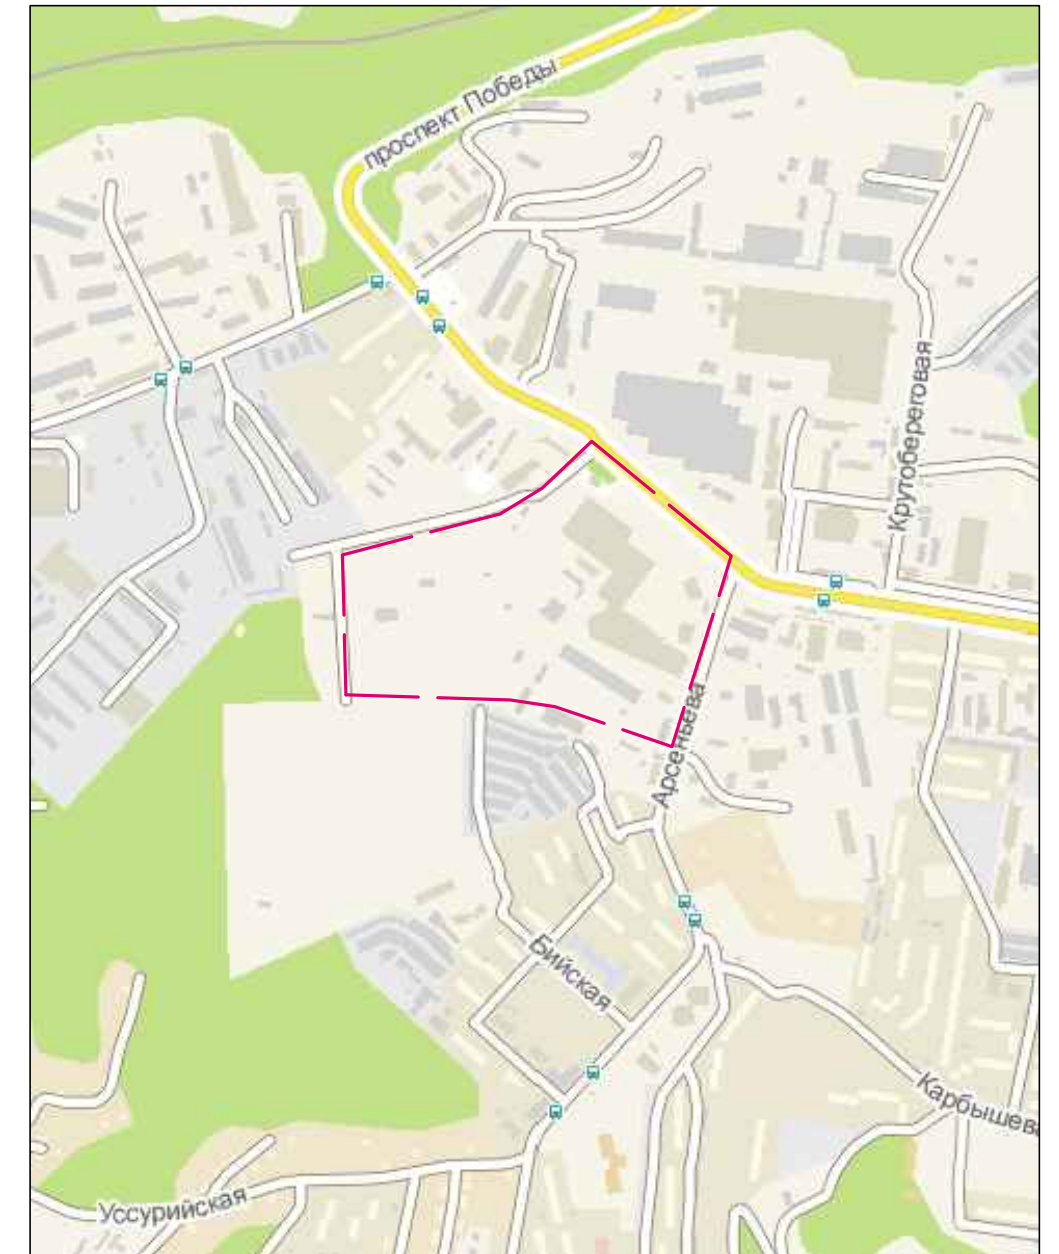 проспект Победы
Крутобереговая
Арсеньева
Бийская
Карбышева
Уссурийская